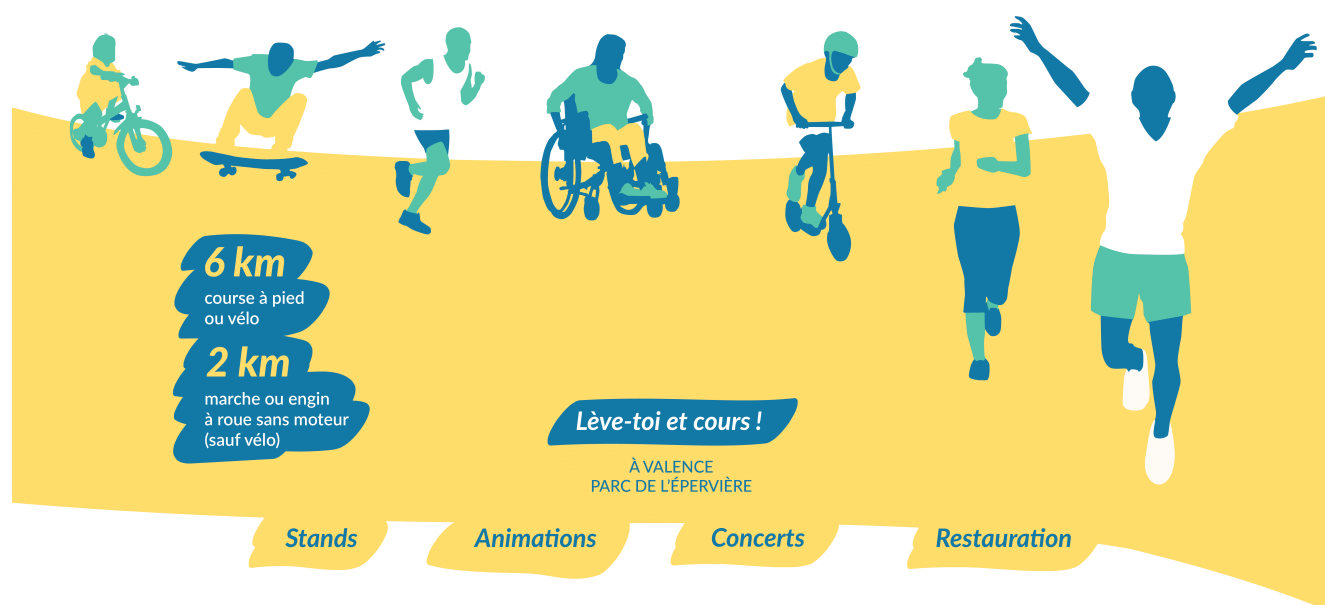 6 km
course à pied
ou vélo
2 km
marche ou engin
à roue sans moteur
(sauf vélo)
Lève-toi et cours !
À VALENCE
PARC DE L'ÉPERVIÈRE
Stands
Animations
Concerts
Restauration